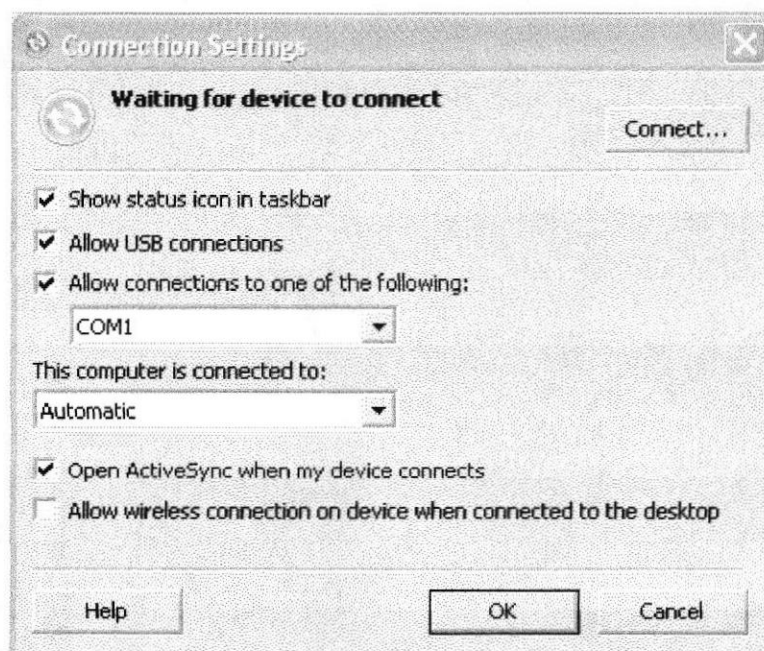 Connection Settings
Waiting for device to connect
Connect...
Show status icon in taskbar
Allow USB connections
Allow connections to one of the following:
COM1
This computer is connected to:
Automatic
Open ActiveSync when my device connects
Allow wireless connection on device when connected to the desktop
Help
OK
Cancel